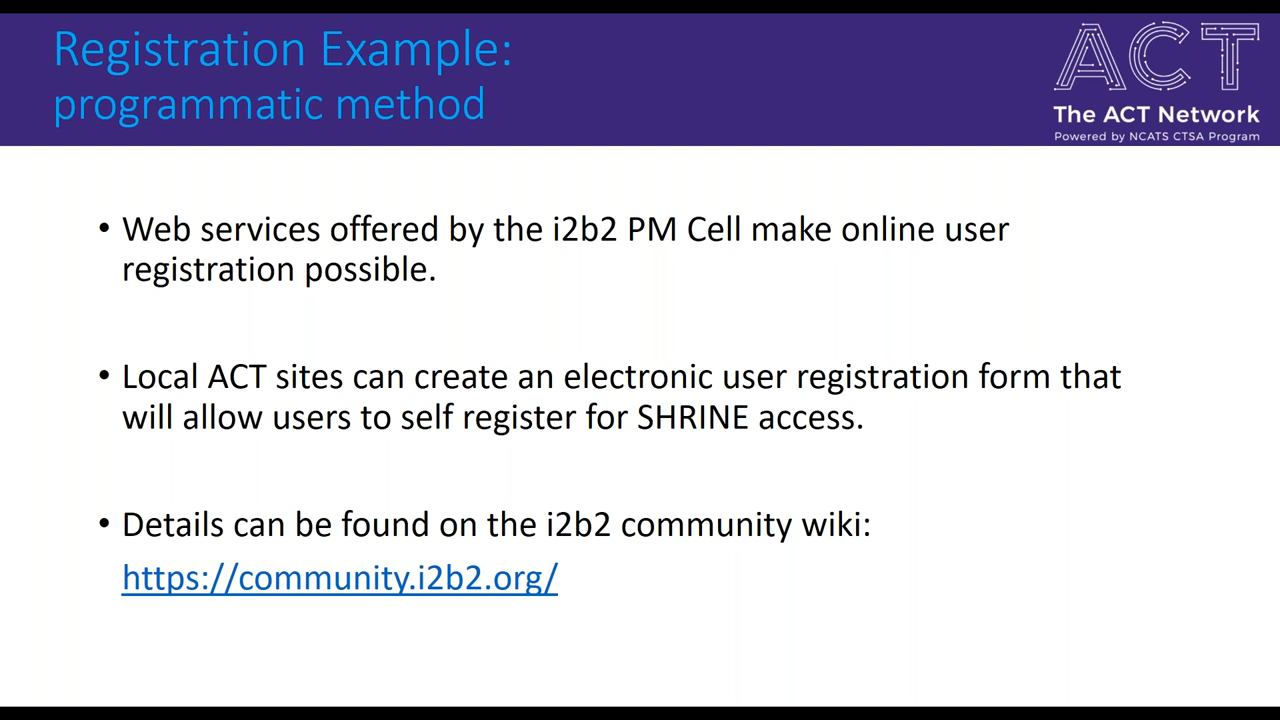 Registration Example:
programmatic method
ACT
The ACT Network
Powered by NCATS CTSA Program
• Web services offered by the i2b2 PM Cell make online user
registration possible.
• Local ACT sites can create an electronic user registration form that
will allow users to self register for SHRINE access.
• Details can be found on the i2b2 community wiki:
https://community.i2b2.org/